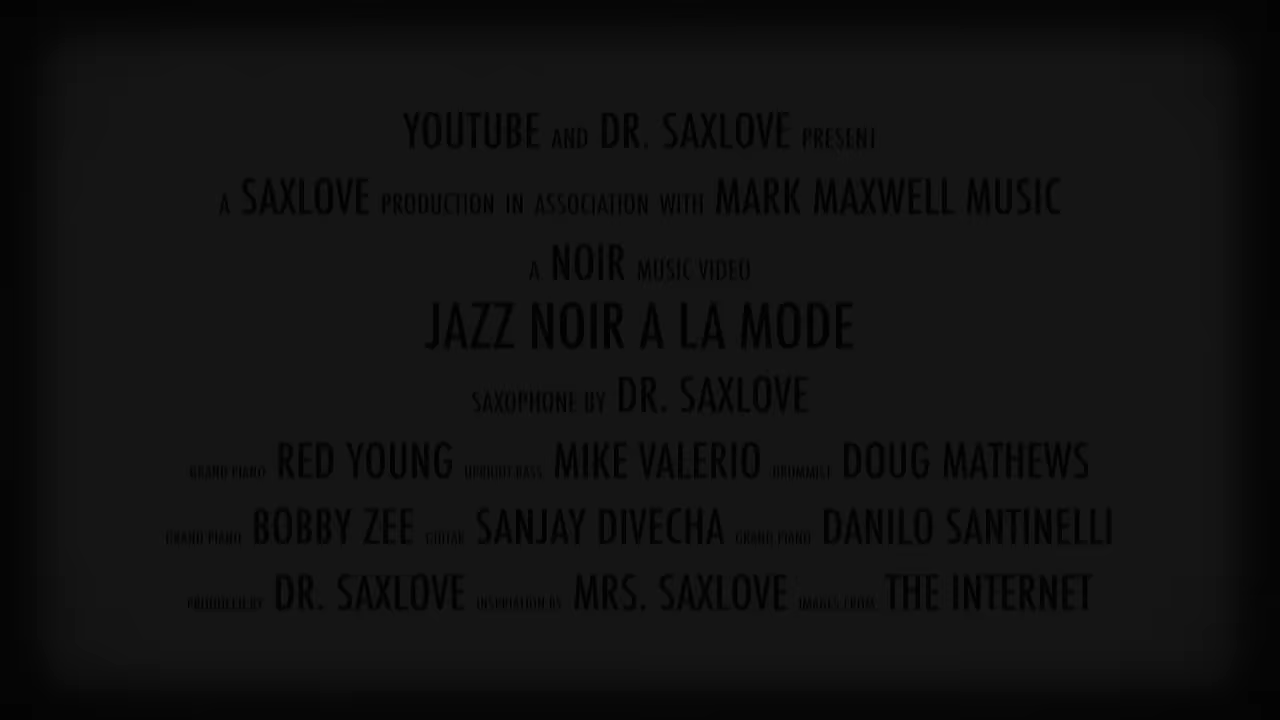 YOUTUBE AND DR. SAXLOVE PRESENT
A SAXLOVE PRODUCTION IN ASSOCIATION WITH MARK MAXWELL MUSIC
A NOIR MUSIC VIDEO
JAZZ NOIR A LA MODE
SAXOPHONE BY DR. SAXLOVE
GRAND PIANO RED YOUNG UPRIGHT BASS MIKE VALERIO DRUMMIST DOUG MATHEWS
GRAND PIANO BOBBY ZEE GUITAR SANJAY DIVECHA GRAND PIANO DANILO SANTINELLI
PRODUCED BY DR. SAXLOVE INSPIRATION BY MRS. SAXLOVE IMAGES FROM THE INTERNET